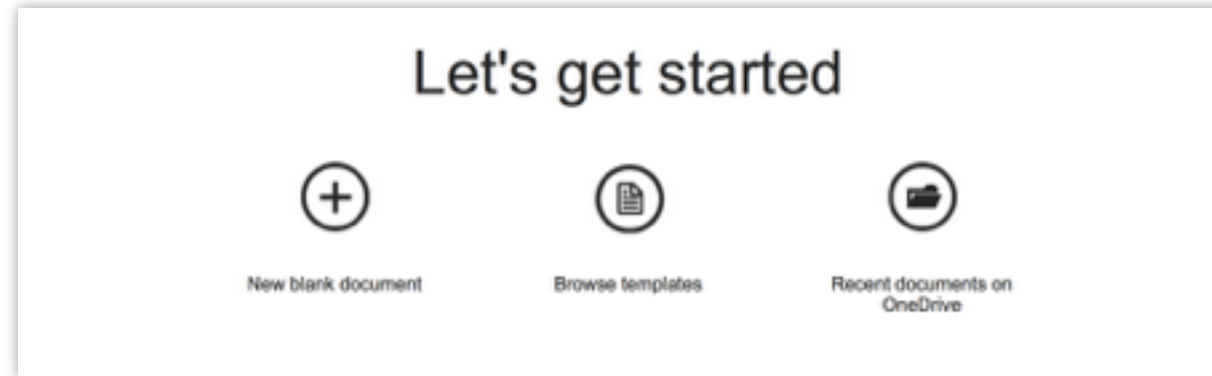 Let's get started
New blank document
Browse templates
Recent documents on
OneDrive